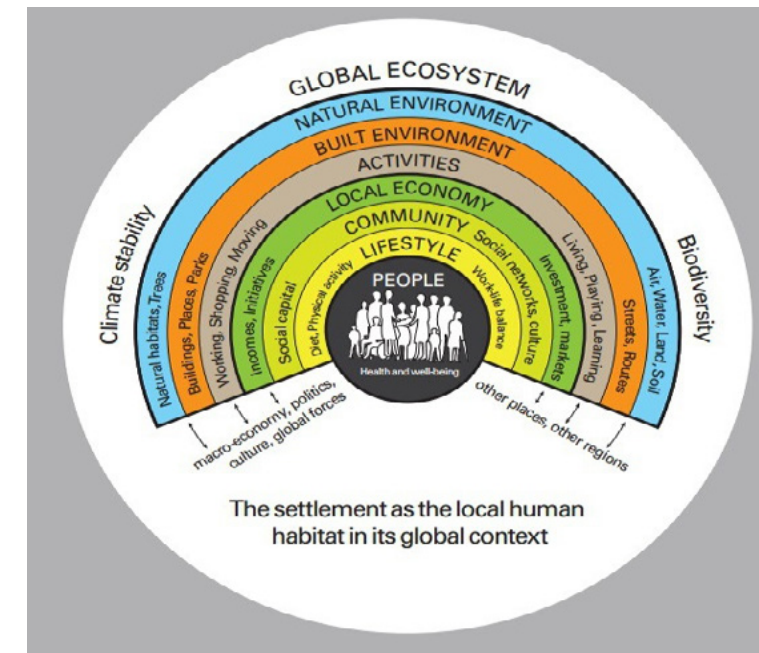 GLOBAL ECOSYSTEM
NATURAL ENVIRONMENT
BUILT ENVIRONMENT
ACTIVITIES
LOCAL ECONOMY
COMMUNITY
LIFESTYLE
PEOPLE
Health and well-being
Climate stability
Natural habitats, Trees
Buildings, Places, Parks
Working, Shopping, Moving
Incomes, Initiatives
Social capital
Diet, Physical activity
Work-life balance
Social networks, culture
Investment, markets
Living, Playing, Learning
Streets, Routes
Air, Water, Land, Soil
Biodiversity
macro-economy, politics,
culture, global forces
other places, other regions
The settlement as the local human
habitat in its global context